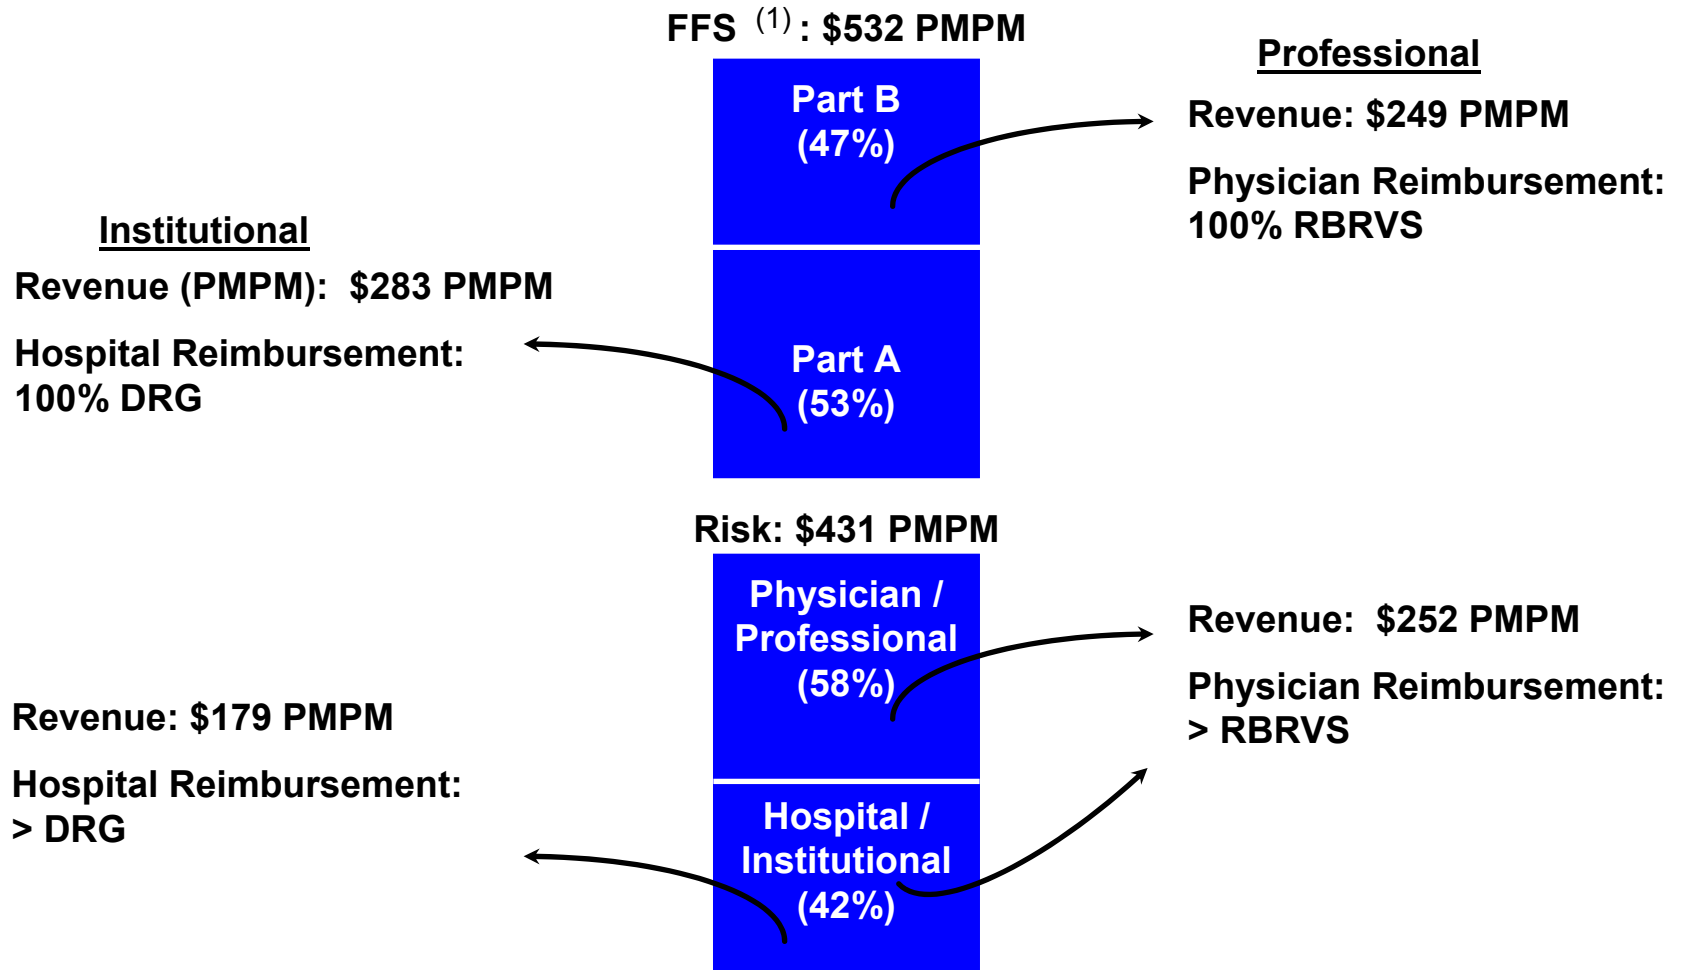 FFS (1) : $532 PMPM
Part B
(47%)
Professional
Revenue: $249 PMPM
Physician Reimbursement:
100% RBRVS
Institutional
Revenue (PMPM):  $283 PMPM
Hospital Reimbursement:
100% DRG
Part A
(53%)
Risk: $431 PMPM
Physician /
Professional
(58%)
Revenue:  $252 PMPM
Physician Reimbursement:
> RBRVS
Revenue: $179 PMPM
Hospital Reimbursement:
> DRG
Hospital /
Institutional
(42%)